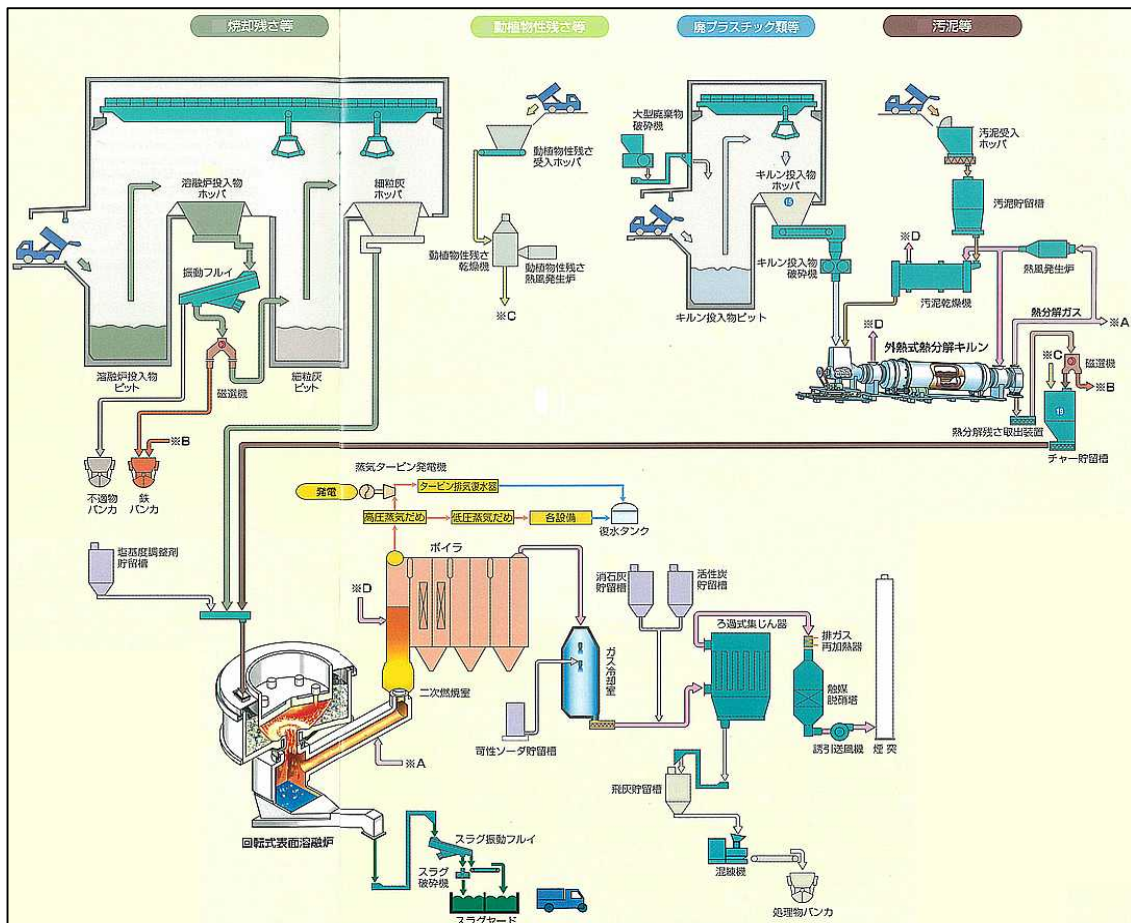 焼却残さ等
動植物性残さ等
廃プラスチック類等
汚泥等
溶融炉投入物
ホッパ
細粒灰
ホッパ
振動フルイ
溶融炉投入物
ピット
磁選機
細粒灰
ピット
※B
不適物
バンカ
鉄
バンカ
動植物性残さ
受入ホッパ
動植物性残さ
乾燥機
動植物性残さ
熱風発生炉
※C
大型廃棄物
破砕機
キルン投入物
ホッパ
16
キルン投入物
破砕機
キルン投入物ピット
汚泥受入
ホッパ
汚泥貯留槽
※D
熱風発生炉
汚泥乾燥機
熱分解ガス
※A
※D
外熱式熱分解キルン
※C
磁選機
※B
19
熱分解残さ取出装置
チャー貯留槽
蒸気タービン発電機
発電
タービン排気復水器
高圧蒸気だめ
低圧蒸気だめ
各設備
復水タンク
塩基度調整剤
貯留槽
ボイラ
※D
二次燃焼室
※A
回転式表面溶融炉
消石灰
貯留槽
活性炭
貯留槽
ガス冷却室
苛性ソーダ貯留槽
ろ過式集じん器
排ガス
再加熱器
触媒
脱硝塔
誘引送風機
煙突
飛灰貯留槽
混練機
処理物バンカ
スラグ振動フルイ
スラグ
破砕機
スラグヤード